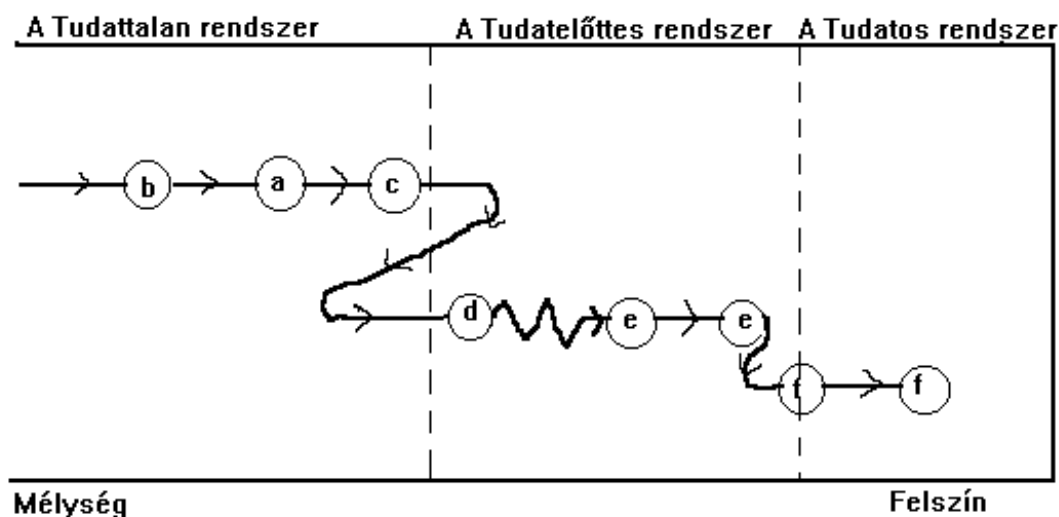 A Tudattalan rendszer A Tudatelőttes rendszer A Tudatos rendszer
b a c
d e e
f f
Mélység Felszín